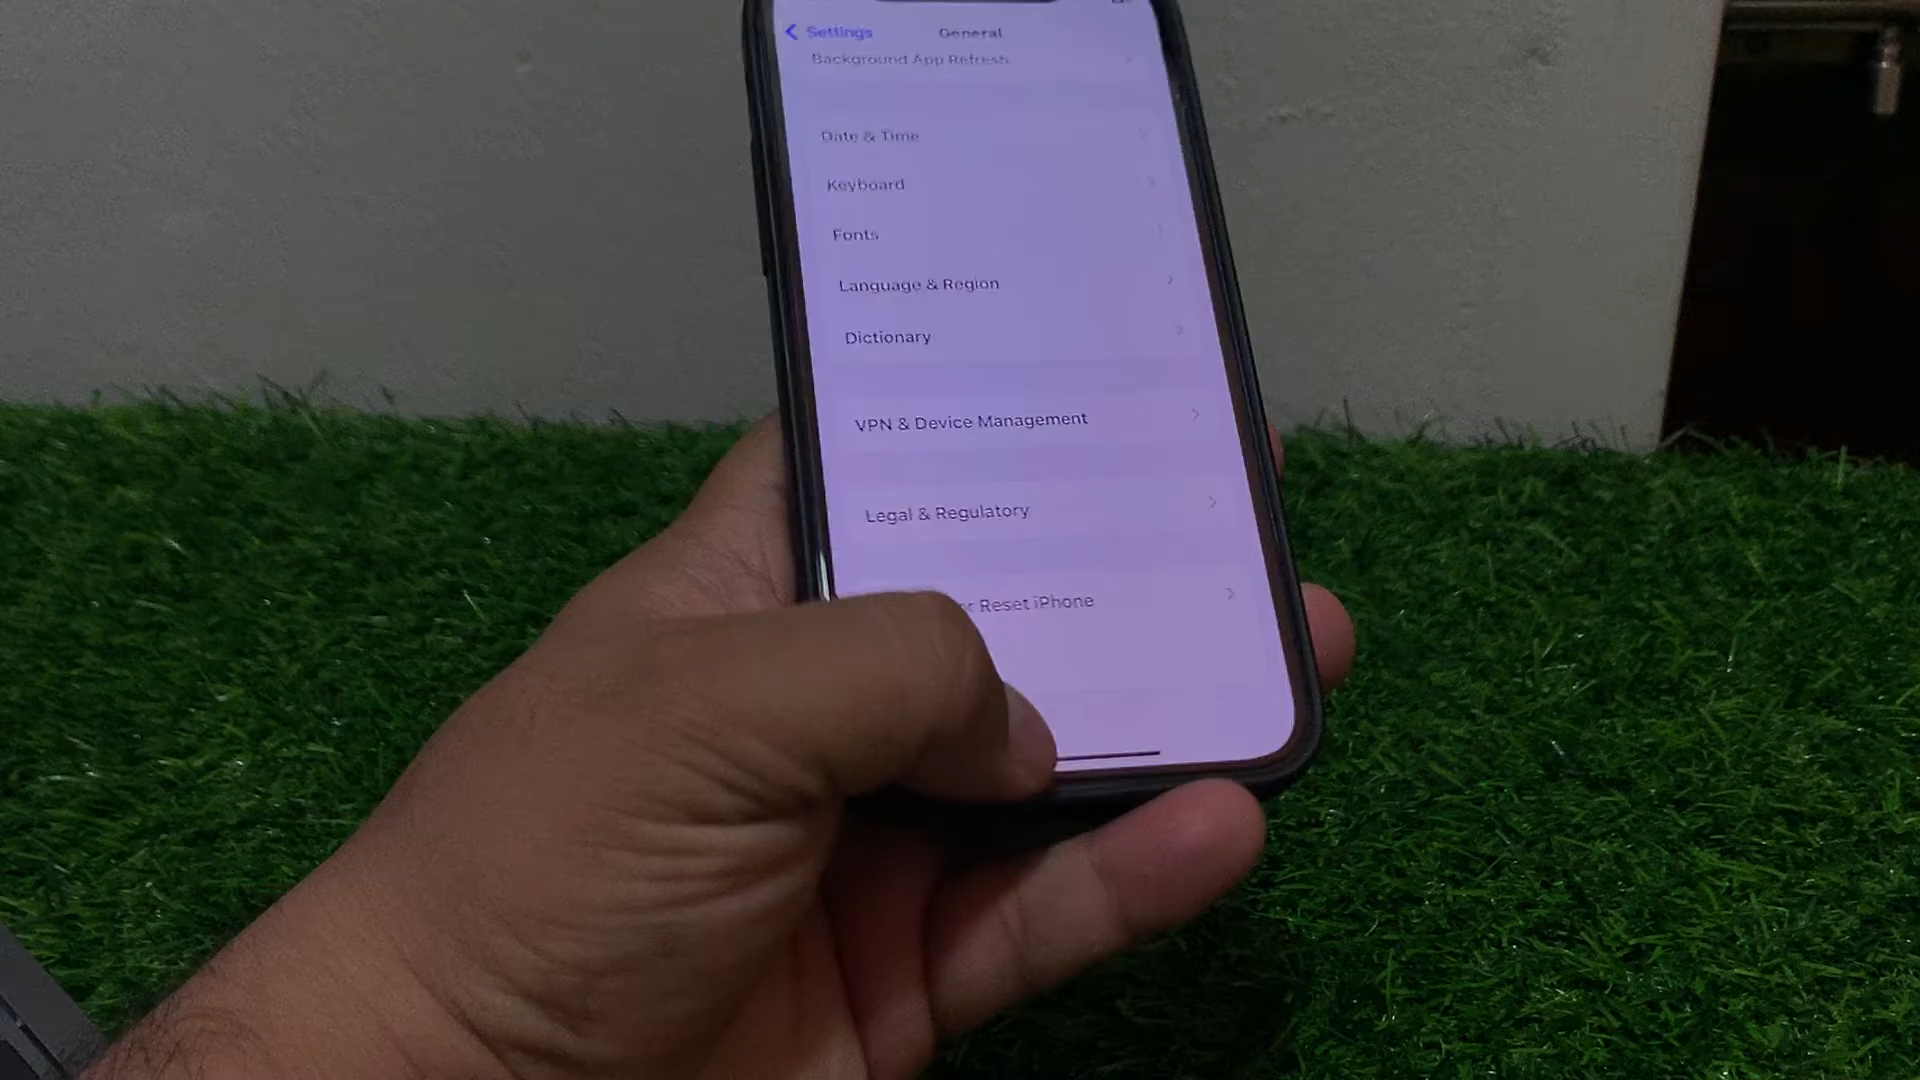 Settings
General
Background App Refresh
Date & Time
Keyboard
Fonts
Language & Region
Dictionary
VPN & Device Management
Legal & Regulatory
Reset iPhone